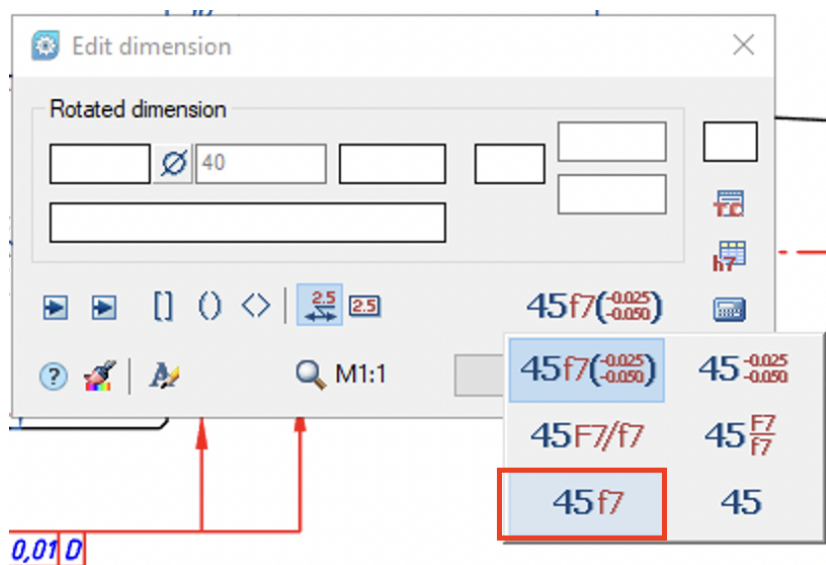 Edit dimension
Rotated dimension
Ø 40
T.C.
h7
[] () <> 2.5 2.5 45f7(-0.025 -0.050)
? M1:1
45f7(-0.025 -0.050) 45 -0.025 -0.050
45F7/f7 45 F7/f7
45f7 45
0,01 D